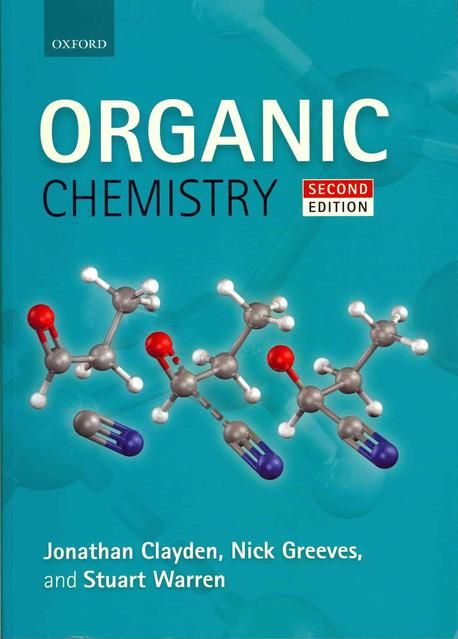 OXFORD
ORGANIC
CHEMISTRY
SECOND
EDITION
Jonathan Clayden, Nick Greeves,
and Stuart Warren